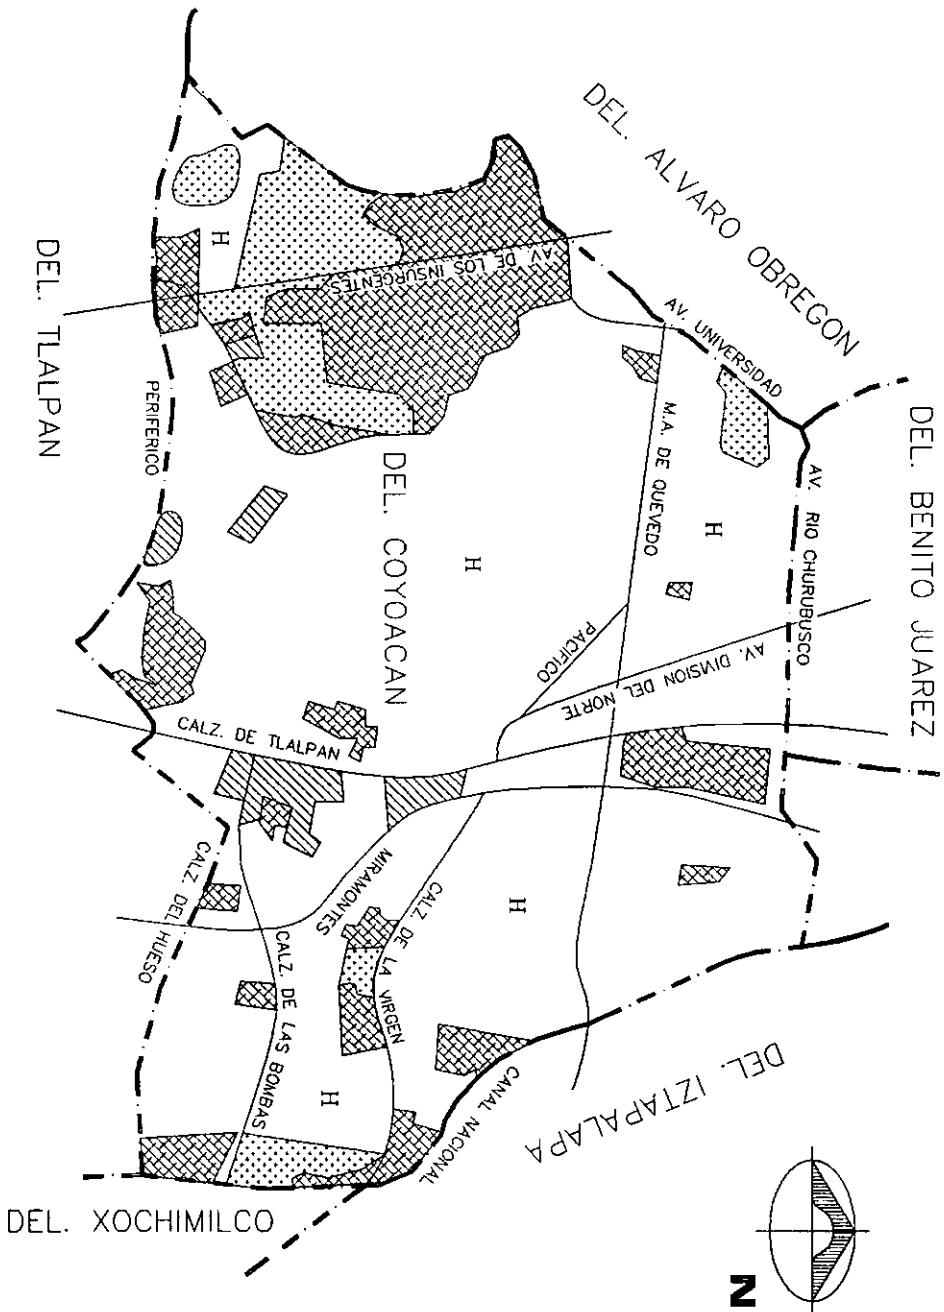 DEL. ALVARO OBREGON
DEL. BENITO JUAREZ
DEL. TLALPAN
DEL. COYOACAN
DEL. IZTAPALAPA
DEL. XOCHIMILCO
AV. DE LOS INSURGENTES
AV. UNIVERSIDAD
AV. RIO CHURUBUSCO
M.A. DE QUEVEDO
PERIFERICO
PACIFICO
AV. DIVISION DEL NORTE
CALZ. DE TLALPAN
MIRAMONTES
CALZ. DE LA VIRGEN
CALZ. DEL HUESO
CALZ. DE LAS BOMBAS
CANAL NACIONAL
H
H
H
H
H
N